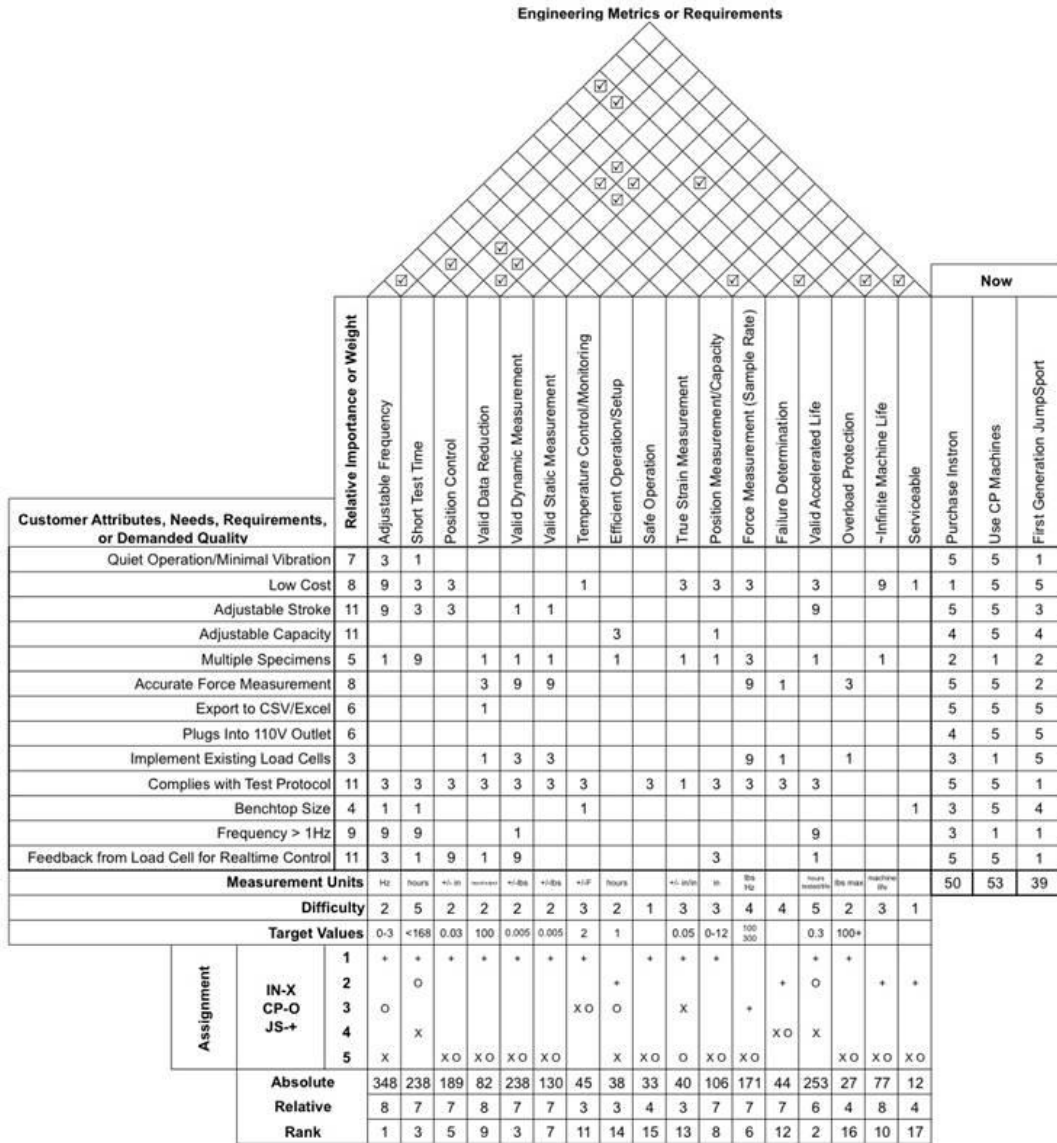 Engineering Metrics or Requirements
Now
Relative Importance or Weight
Adjustable Frequency
Short Test Time
Position Control
Valid Data Reduction
Valid Dynamic Measurement
Valid Static Measurement
Temperature Control/Monitoring
Efficient Operation/Setup
Safe Operation
True Strain Measurement
Position Measurement/Capacity
Force Measurement (Sample Rate)
Failure Determination
Valid Accelerated Life
Overload Protection
~Infinite Machine Life
Serviceable
Purchase Instron
Use CP Machines
First Generation JumpSport
Customer Attributes, Needs, Requirements,
or Demanded Quality
Quiet Operation/Minimal Vibration 7 3 1 5 5 1
Low Cost 8 9 3 3 1 3 3 3 3 9 1 1 5 5
Adjustable Stroke 11 9 3 3 1 1 9 5 5 3
Adjustable Capacity 11 3 1 4 5 4
Multiple Specimens 5 1 9 1 1 1 1 1 1 3 1 1 2 1 2
Accurate Force Measurement 8 3 9 9 9 1 3 5 5 2
Export to CSV/Excel 6 1 5 5 5
Plugs Into 110V Outlet 6 4 5 5
Implement Existing Load Cells 3 1 3 3 9 1 1 3 1 5
Complies with Test Protocol 11 3 3 3 3 3 3 3 3 1 3 3 3 3 5 5 1
Benchtop Size 4 1 1 1 1 3 5 4
Frequency > 1Hz 9 9 9 1 9 3 1 1
Feedback from Load Cell for Realtime Control 11 3 1 9 1 9 3 1 5 5 1
Measurement Units Hz hours +/- in +/-lbs +/-lbs +/-F hours +/- in/in in lbs Hz hours lbs max machine life 50 53 39
Difficulty 2 5 2 2 2 2 3 2 1 3 3 4 4 5 2 3 1
Target Values 0-3 <168 0.03 100 0.005 0.005 2 1 0.05 0-12 100 300 0.3 100+
Assignment
IN-X
CP-O
JS-+
1 + + + + + + + + + + + +
2 O + + O + +
3 O X O O X +
4 X X O X
5 X X O X O X O X O X X O O X O X O X O X O X O
Absolute 348 238 189 82 238 130 45 38 33 40 106 171 44 253 27 77 12
Relative 8 7 7 8 7 7 3 3 4 3 7 7 7 6 4 8 4
Rank 1 3 5 9 3 7 11 14 15 13 8 6 12 2 16 10 17